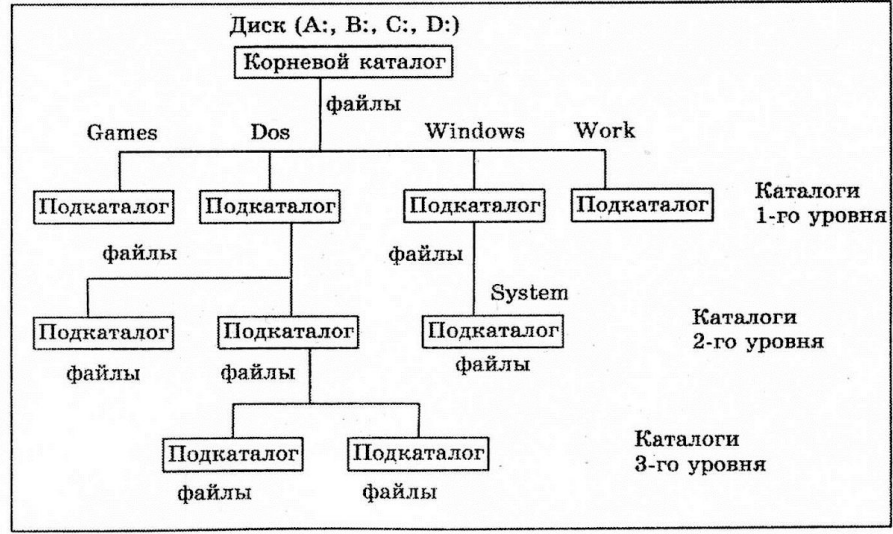 Диск (A:, B:, C:, D:)
Корневой каталог
файлы
Games Dos Windows Work
Подкаталог Подкаталог Подкаталог Подкаталог
Каталоги
1-го уровня
файлы файлы
System
Подкаталог Подкаталог Подкаталог
Каталоги
2-го уровня
файлы файлы файлы
Подкаталог Подкаталог
Каталоги
3-го уровня
файлы файлы